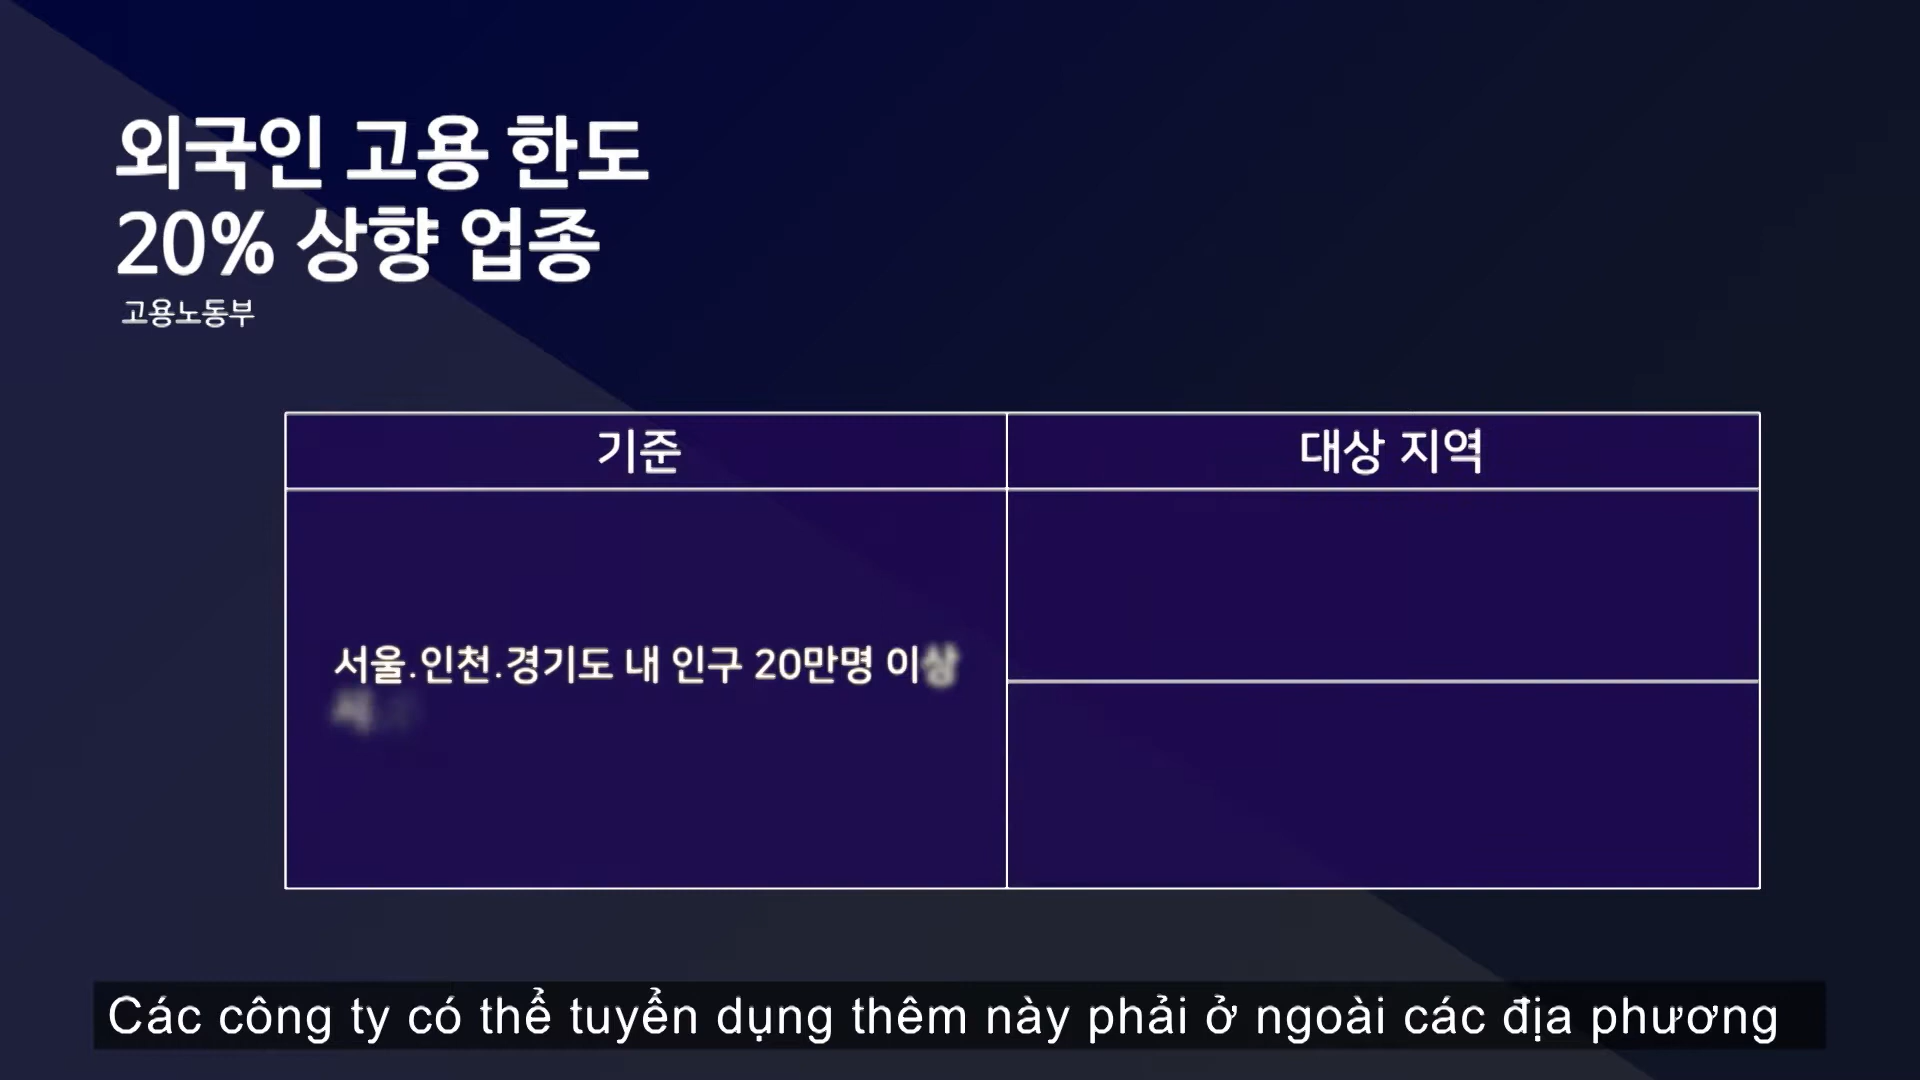 외국인 고용 한도
20% 상향 업종
고용노동부
기준
대상 지역
서울.인천.경기도 내 인구 20만명 이상
Các công ty có thể tuyển dụng thêm này phải ở ngoài các địa phương